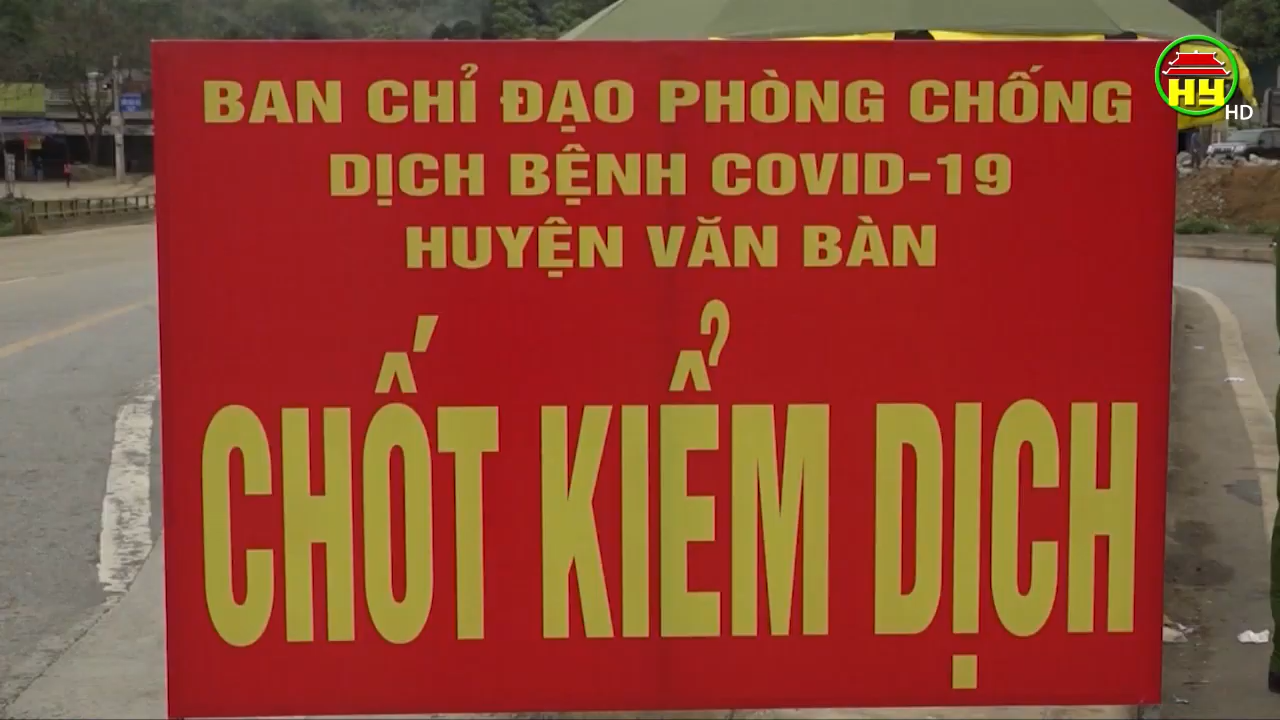 BAN CHỈ ĐẠO PHÒNG CHỐNG
DỊCH BỆNH COVID-19
HUYỆN VĂN BÀN
CHỐT KIỂM DỊCH
HY
HD